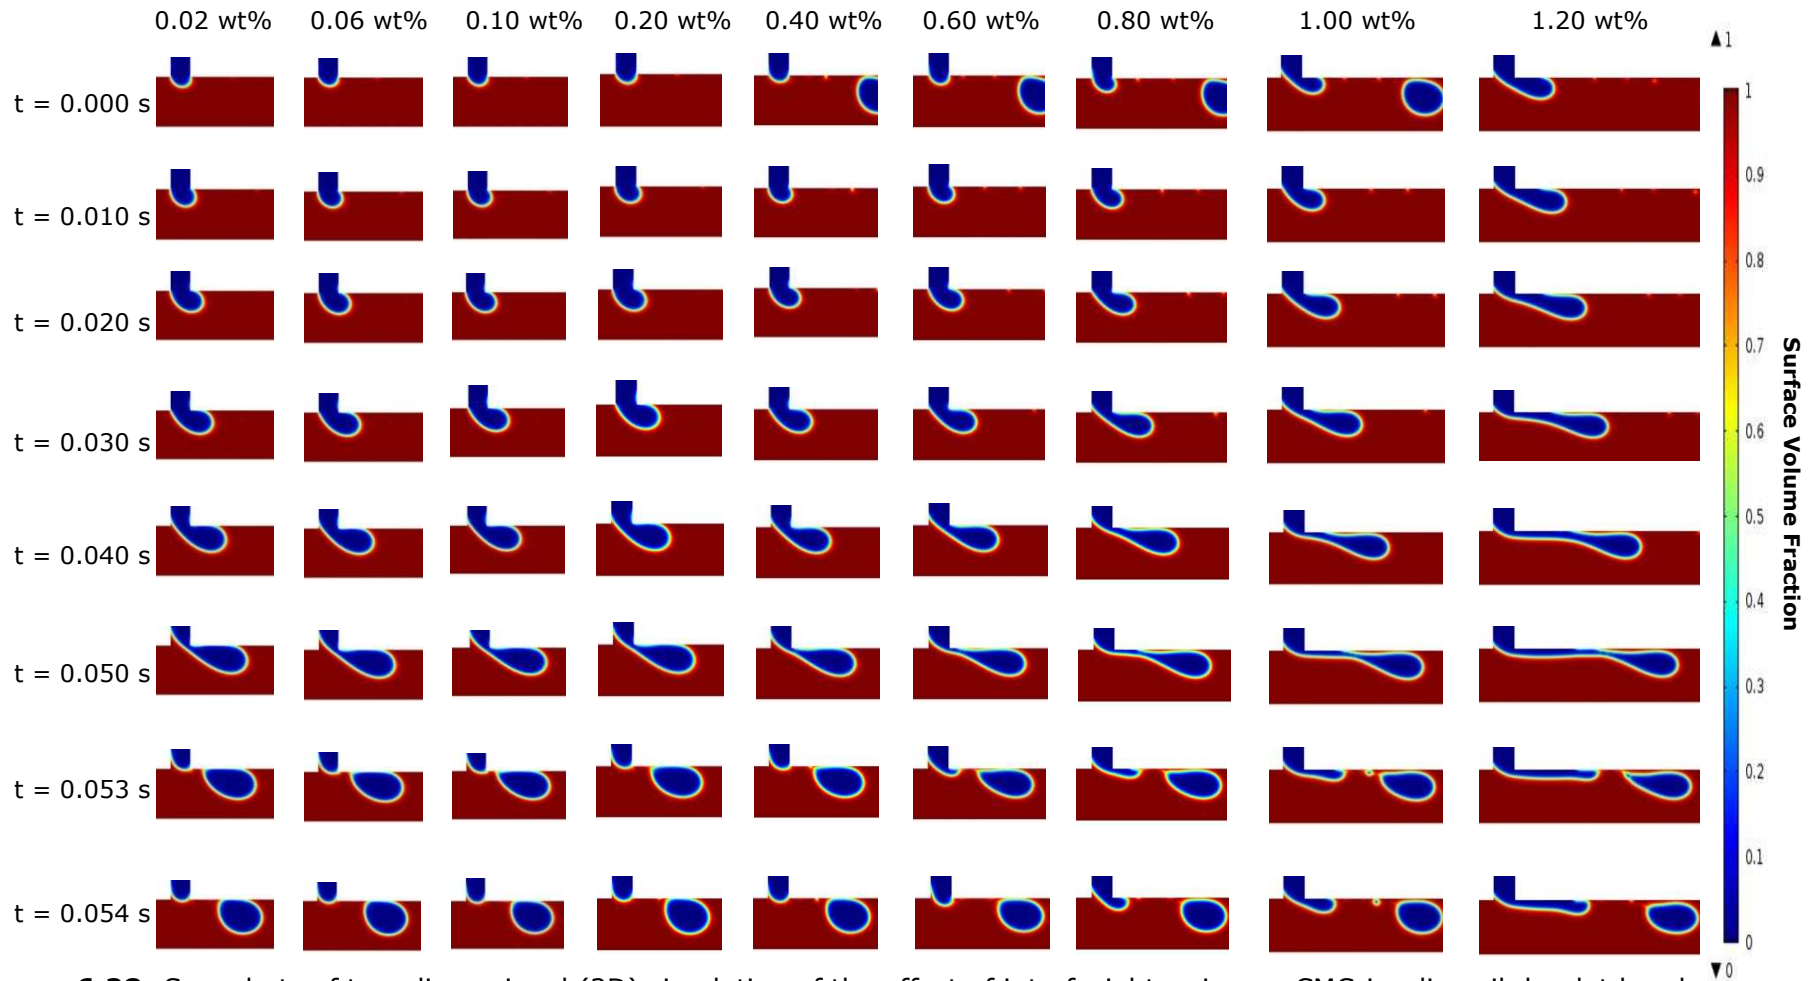 0.02 wt% 0.06 wt% 0.10 wt% 0.20 wt% 0.40 wt% 0.60 wt% 0.80 wt% 1.00 wt% 1.20 wt%
t = 0.000 s
t = 0.010 s
t = 0.020 s
t = 0.030 s
t = 0.040 s
t = 0.050 s
t = 0.053 s
t = 0.054 s
▲ 1
1
0.9
0.8
0.7
0.6
0.5
0.4
0.3
0.2
0.1
0
▼ 0
Surface Volume Fraction